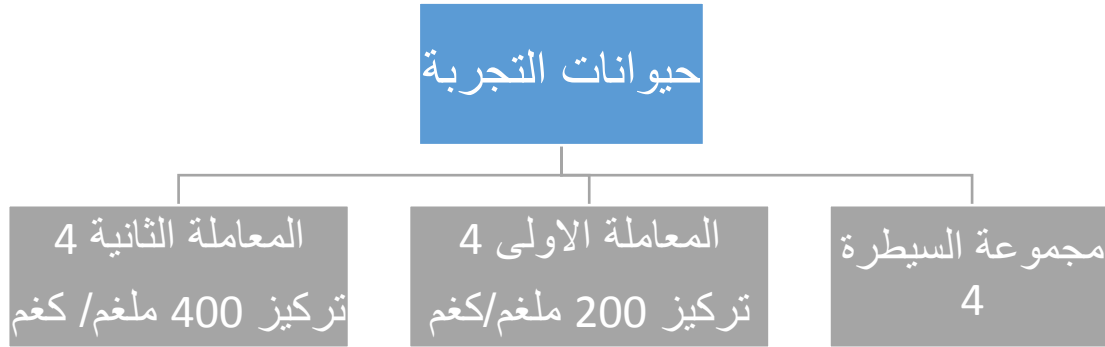 حيوانات التجربة
مجموعة السيطرة
4
المعاملة الاولى 4
تركيز 200 ملغم/كغم
المعاملة الثانية 4
تركيز 400 ملغم/ كغم